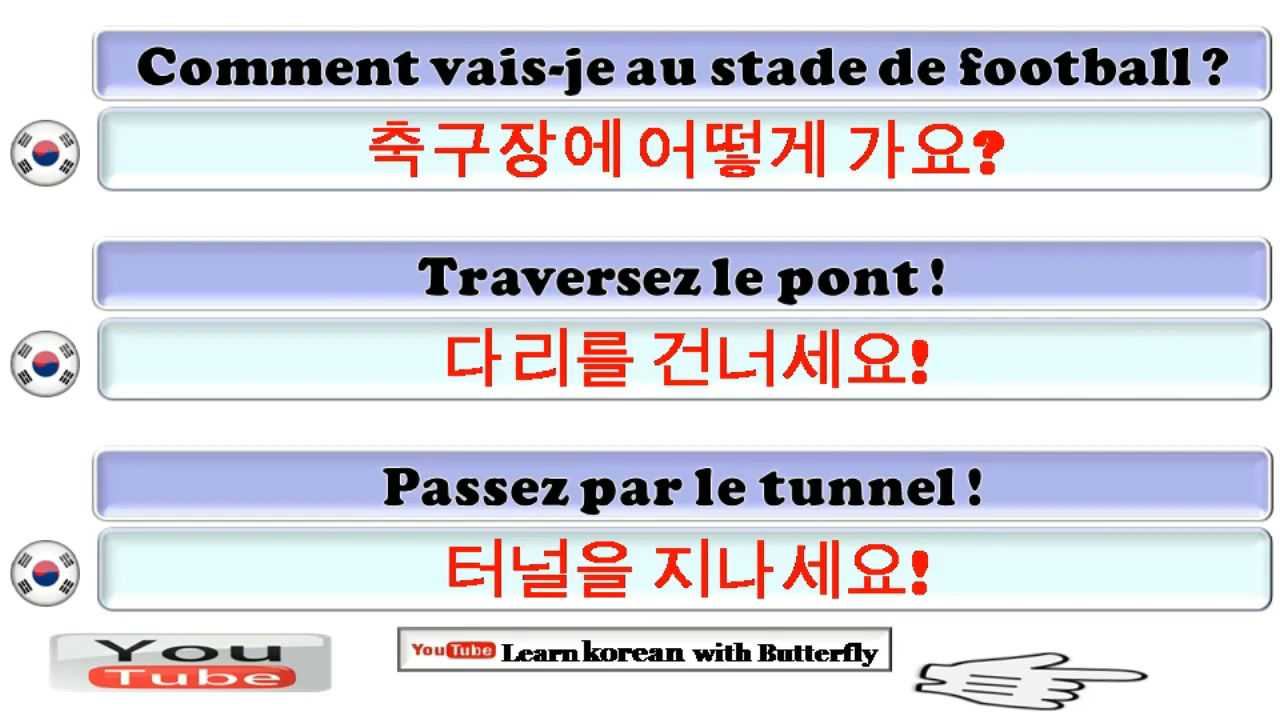 Comment vais-je au stade de football ?
축구장에 어떻게 가요?
Traversez le pont !
다리를 건너세요!
Passez par le tunnel !
터널을 지나세요!
You
Tube
YouTube Learn korean with Butterfly